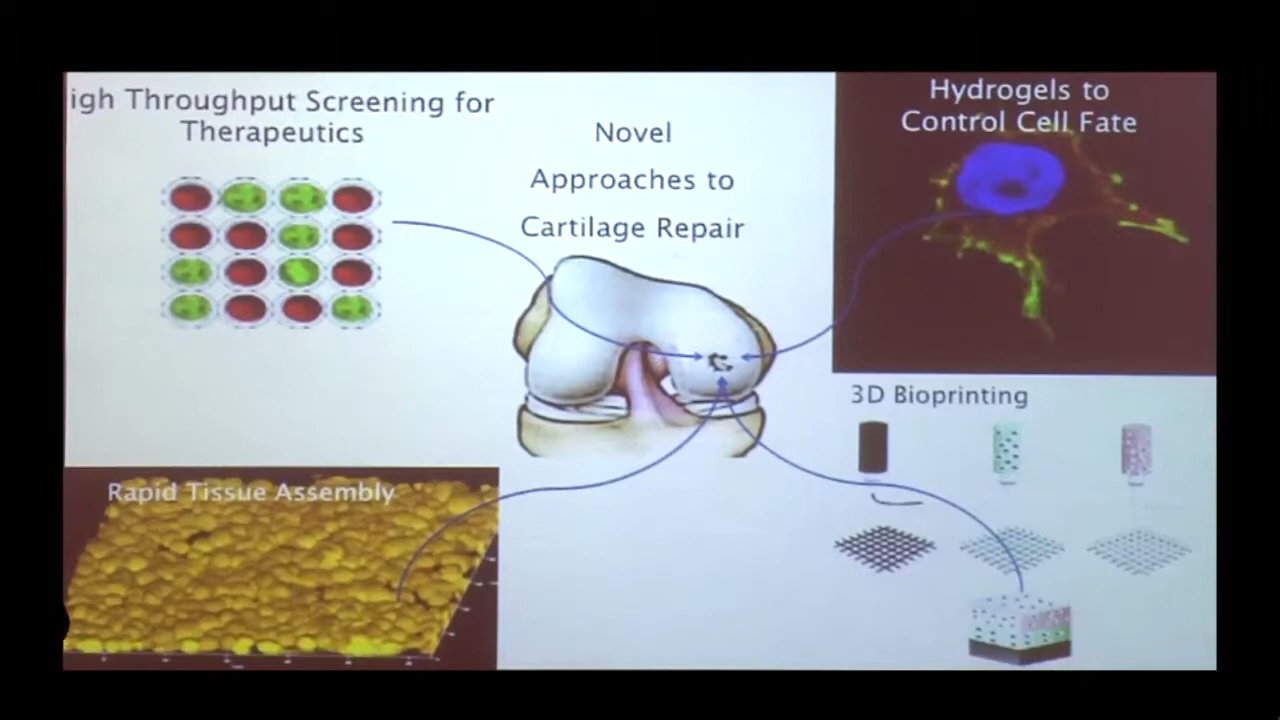 igh Throughput Screening for
Therapeutics
Novel
Approaches to
Cartilage Repair
Hydrogels to
Control Cell Fate
3D Bioprinting
Rapid Tissue Assembly